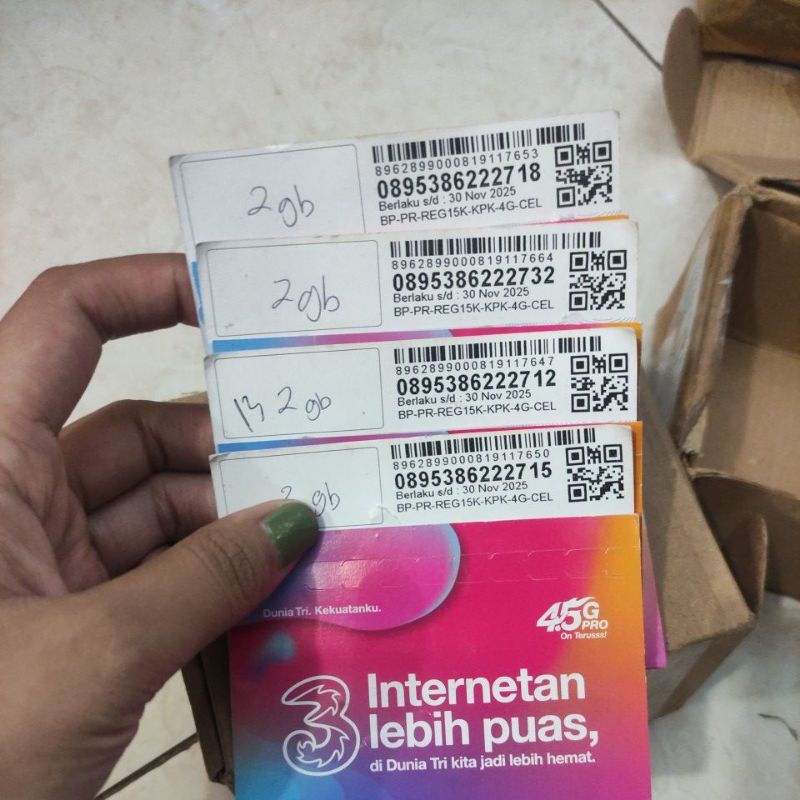 2gb
8962899000819117653
0895386222718
Berlaku s/d : 30 Nov 2025
BP-PR-REG15K-KPK-4G-CEL
2gb
8962899000819117664
0895386222732
Berlaku s/d : 30 Nov 2025
BP-PR-REG15K-KPK-4G-CEL
2gb
8962899000819117647
0895386222712
Berlaku s/d : 30 Nov 2025
BP-PR-REG15K-KPK-4G-CEL
gb
8962899000819117650
0895386222715
Berlaku s/d : 30 Nov 2025
BP-PR-REG15K-KPK-4G-CEL
Dunia Tri. Kekuatanku.
4.5G
PRO
On Terusss!
3
Internetan
lebih puas,
di Dunia Tri kita jadi lebih hemat.